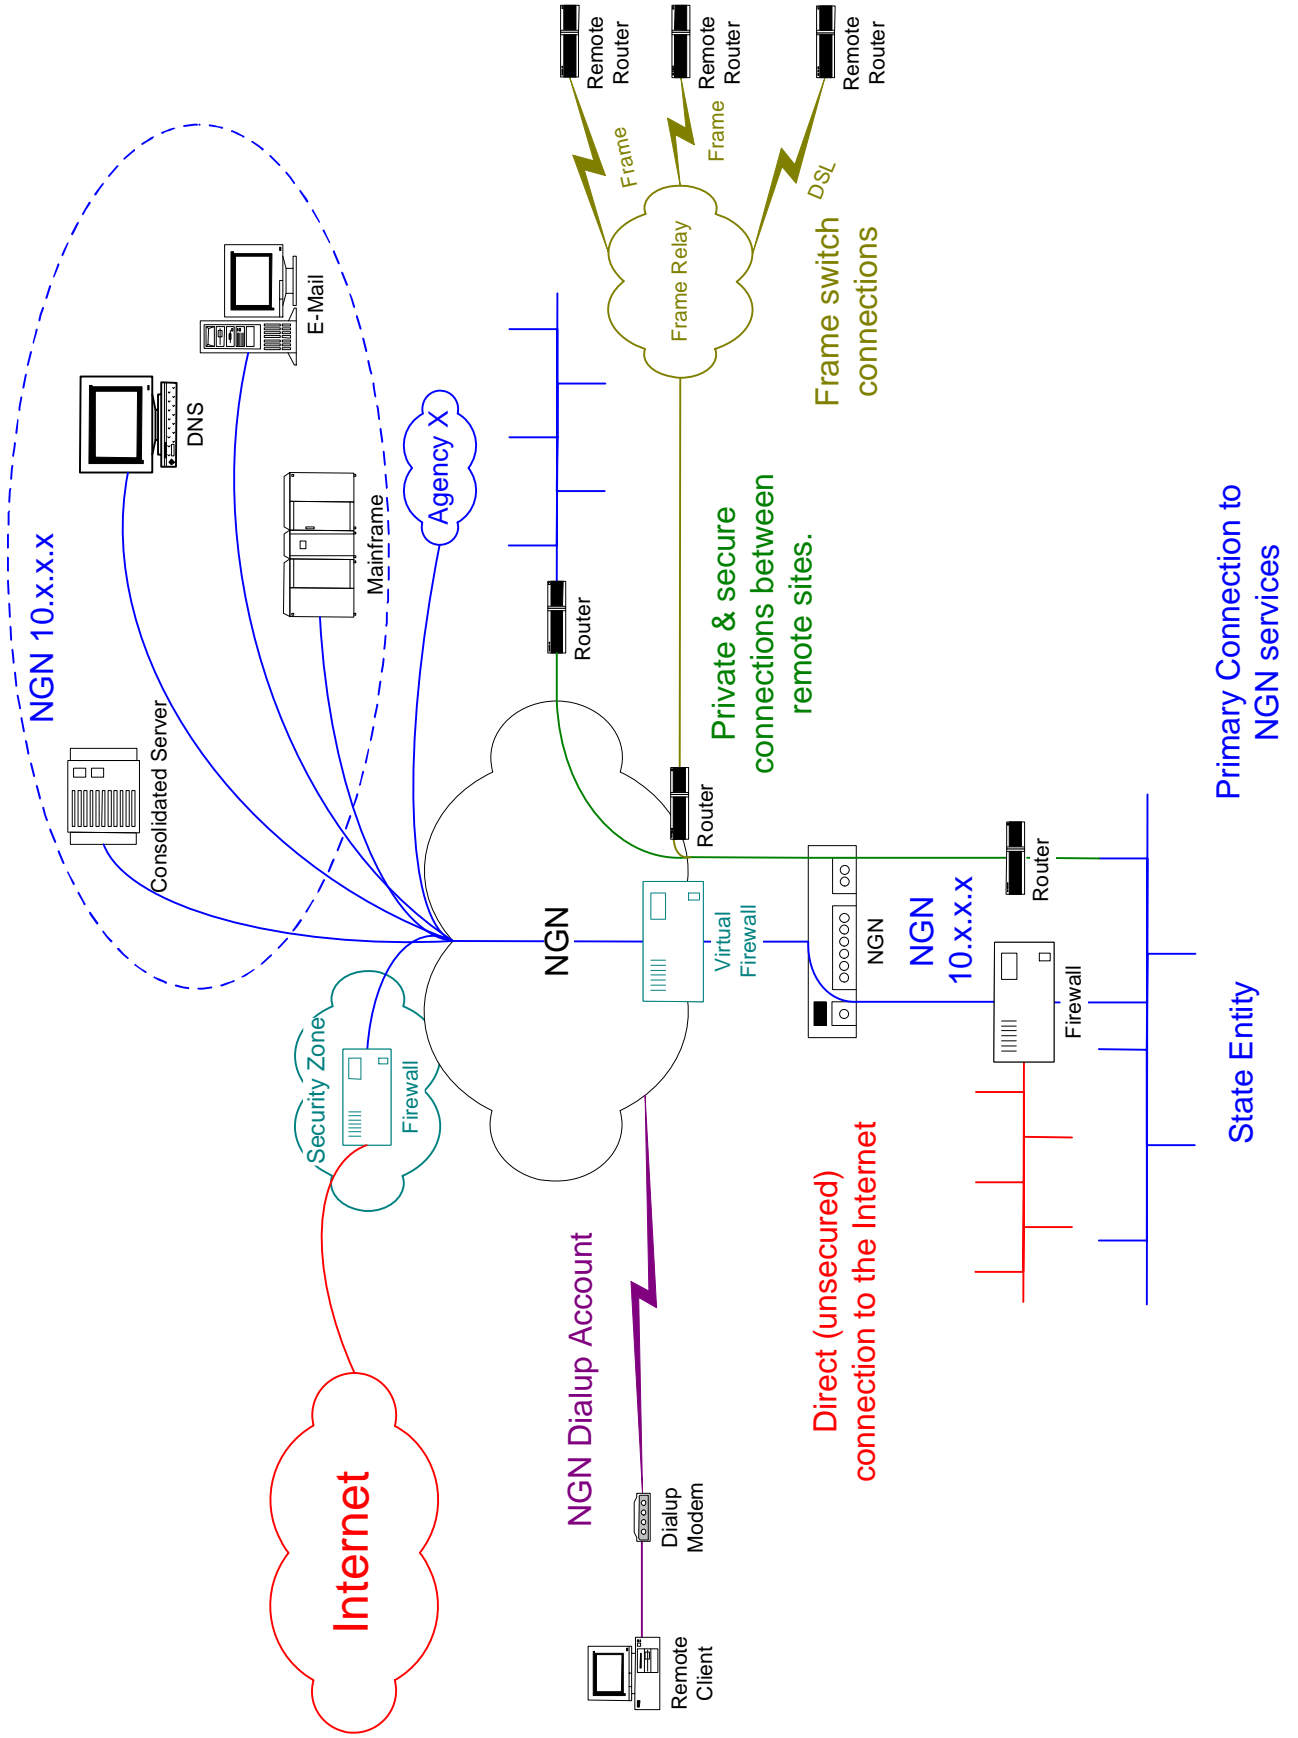 Internet
Security Zone
Firewall
NGN 10.x.x.x
Consolidated Server
DNS
E-Mail
Mainframe
Agency X
NGN Dialup Account
Remote
Client
Dialup
Modem
NGN
Virtual
Firewall
Router
Router
Private & secure
connections between
remote sites.
Frame Relay
Frame
Frame
DSL
Remote
Router
Remote
Router
Remote
Router
Frame switch
connections
Direct (unsecured)
connection to the Internet
NGN
NGN
10.x.x.x
Firewall
Router
State Entity
Primary Connection to
NGN services